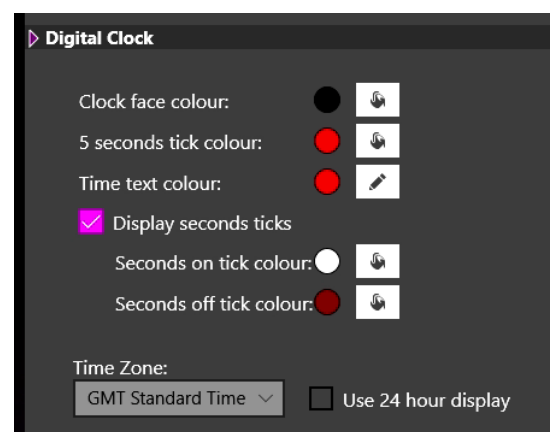 Digital Clock
Clock face colour:
5 seconds tick colour:
Time text colour:
Display seconds ticks
Seconds on tick colour:
Seconds off tick colour:
Time Zone:
GMT Standard Time
Use 24 hour display